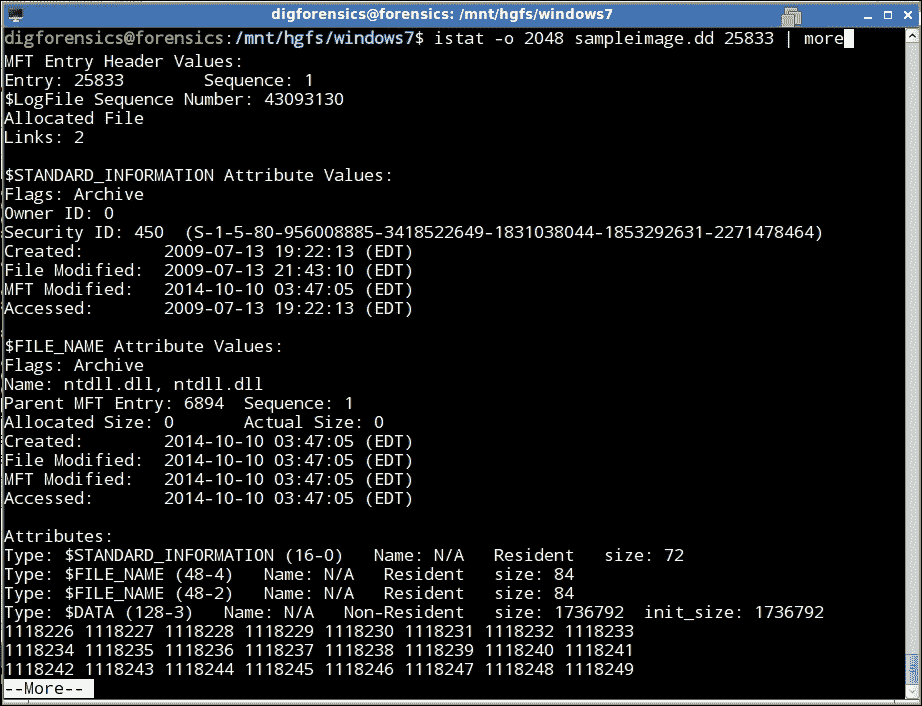 digforensics@forensics: /mnt/hgfs/windows7
digforensics@forensics:/mnt/hgfs/windows7$ istat -o 2048 sampleimage.dd 25833 | more
MFT Entry Header Values:
Entry: 25833        Sequence: 1
$LogFile Sequence Number: 43093130
Allocated File
Links: 2
$STANDARD_INFORMATION Attribute Values:
Flags: Archive
Owner ID: 0
Security ID: 450  (S-1-5-80-956008885-3418522649-1831038044-1853292631-2271478464)
Created:        2009-07-13 19:22:13 (EDT)
File Modified:  2009-07-13 21:43:10 (EDT)
MFT Modified:   2014-10-10 03:47:05 (EDT)
Accessed:       2009-07-13 19:22:13 (EDT)
$FILE_NAME Attribute Values:
Flags: Archive
Name: ntdll.dll, ntdll.dll
Parent MFT Entry: 6894  Sequence: 1
Allocated Size: 0       Actual Size: 0
Created:        2014-10-10 03:47:05 (EDT)
File Modified:  2014-10-10 03:47:05 (EDT)
MFT Modified:   2014-10-10 03:47:05 (EDT)
Accessed:       2014-10-10 03:47:05 (EDT)
Attributes:
Type: $STANDARD_INFORMATION (16-0)   Name: N/A   Resident   size: 72
Type: $FILE_NAME (48-4)   Name: N/A   Resident   size: 84
Type: $FILE_NAME (48-2)   Name: N/A   Resident   size: 84
Type: $DATA (128-3)   Name: N/A   Non-Resident   size: 1736792  init_size: 1736792
1118226 1118227 1118228 1118229 1118230 1118231 1118232 1118233
1118234 1118235 1118236 1118237 1118238 1118239 1118240 1118241
1118242 1118243 1118244 1118245 1118246 1118247 1118248 1118249
--More--